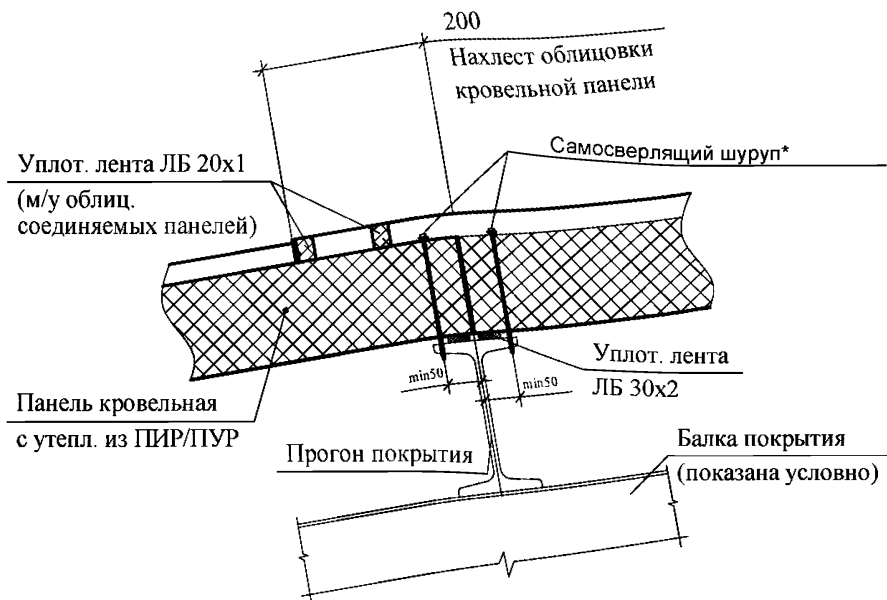 200
Нахлест облицовки
кровельной панели
Самосверлящий шуруп*
Уплот. лента ЛБ 20х1
(м/у облиц.
соединяемых панелей)
Уплот. лента
ЛБ 30х2
min50
min50
Панель кровельная
с утепл. из ПИР/ПУР
Прогон покрытия
Балка покрытия
(показана условно)